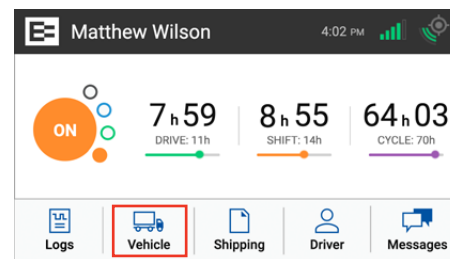 Matthew Wilson 4:02 PM
ON 7h59 8h55 64h03
DRIVE: 11h SHIFT: 14h CYCLE: 70h
Logs Vehicle Shipping Driver Messages